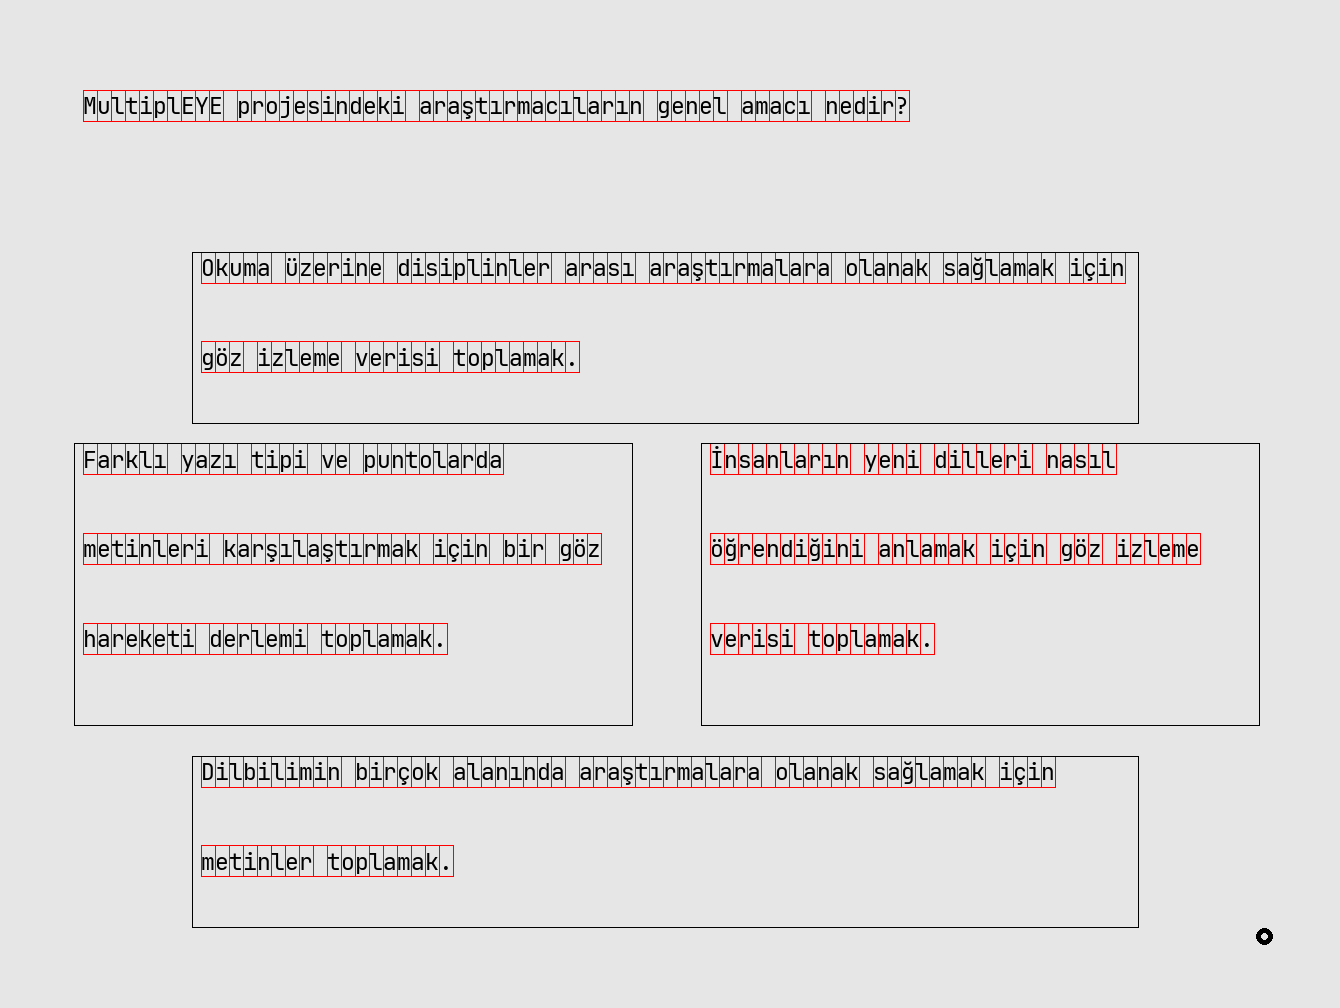 MultiplEYE projesindeki araştırmacıların genel amacı nedir?
Okuma üzerine disiplinler arası araştırmalara olanak sağlamak için
göz izleme verisi toplamak.
Farklı yazı tipi ve puntolarda
metinleri karşılaştırmak için bir göz
hareketi derlemi toplamak.
İnsanların yeni dilleri nasıl
öğrendiğini anlamak için göz izleme
verisi toplamak.
Dilbilimin birçok alanında araştırmalara olanak sağlamak için
metinler toplamak.